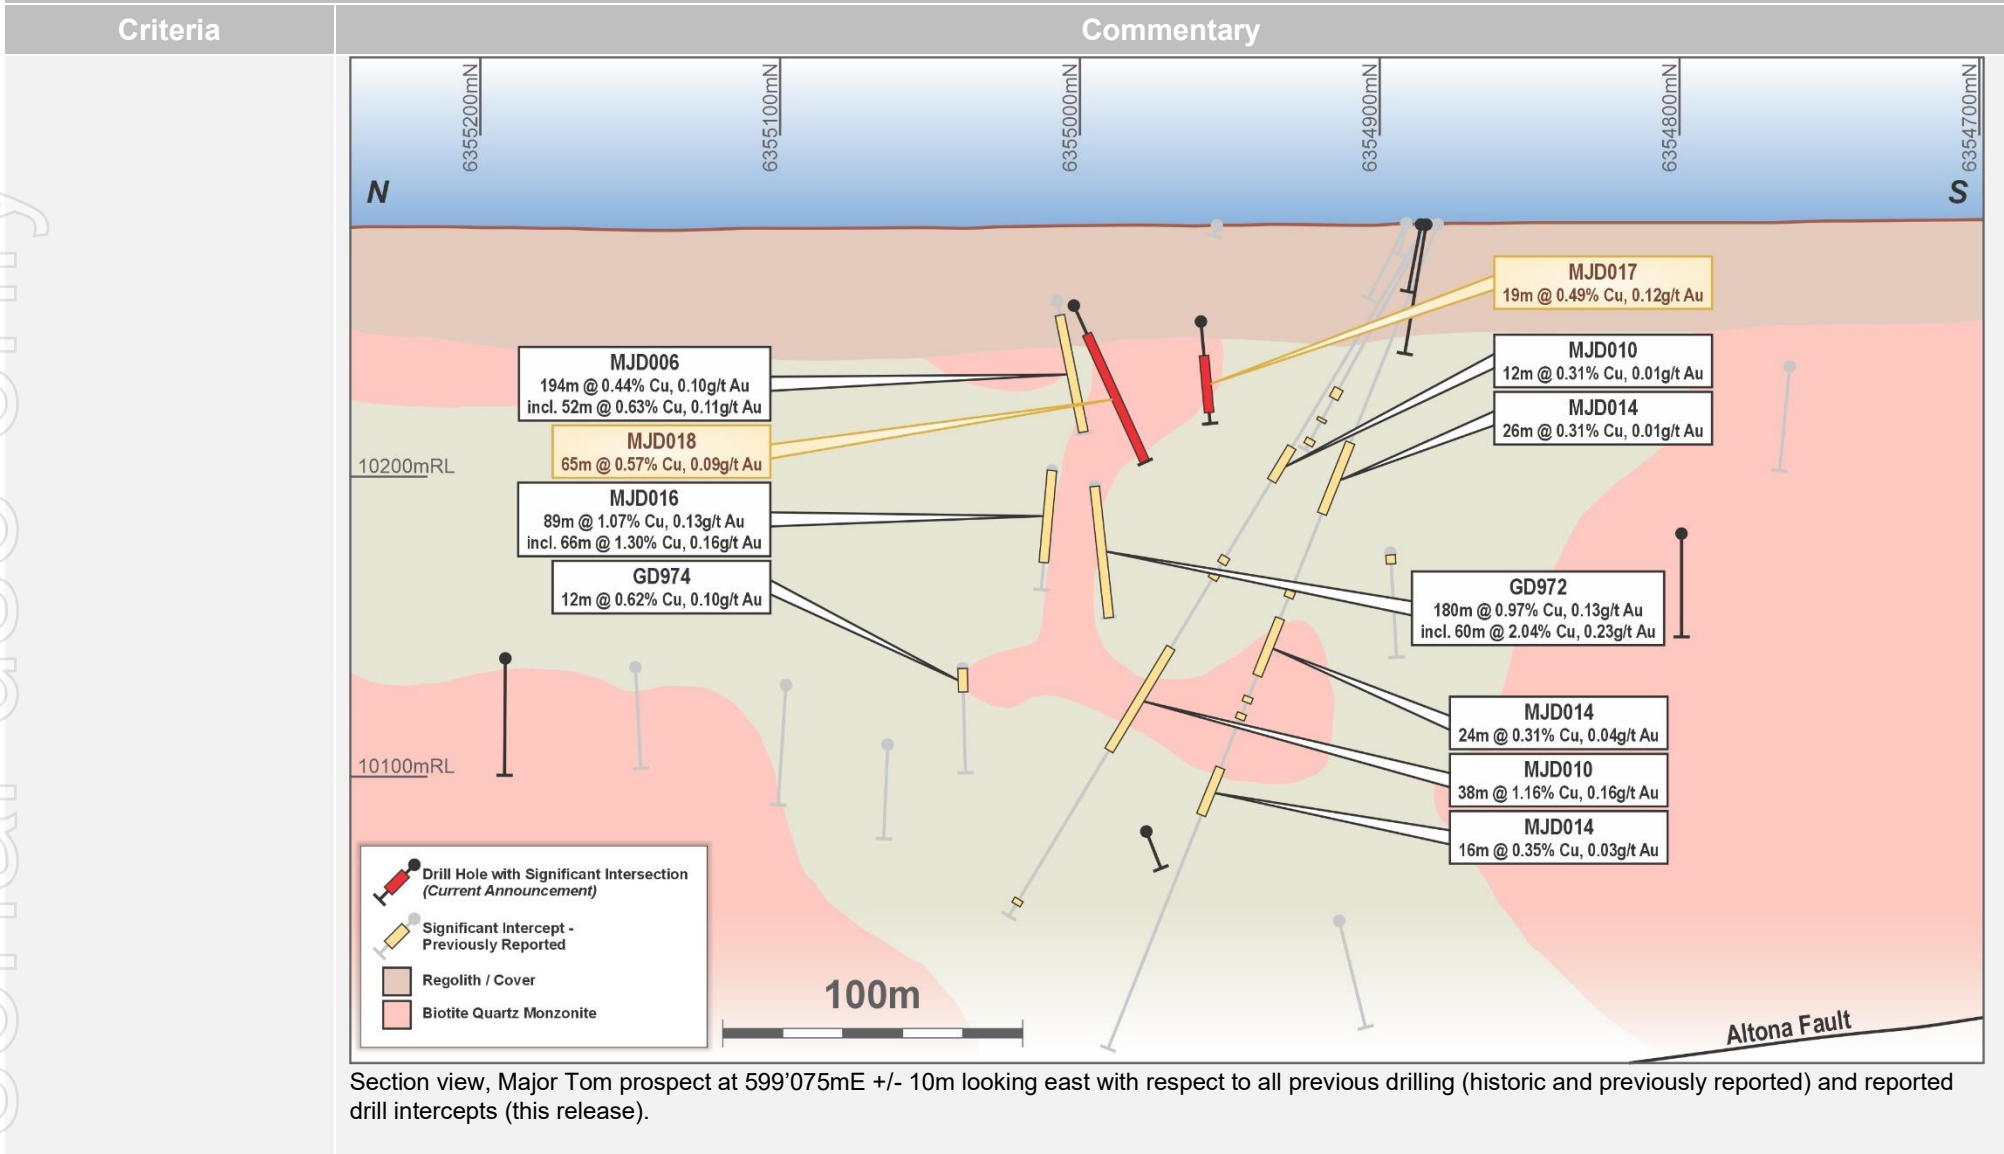 Criteria
Commentary
6355200mN
6355100mN
6355000mN
6354900mN
6354800mN
6354700mN
N
S
MJD017
19m @ 0.49% Cu, 0.12g/t Au
MJD006
194m @ 0.44% Cu, 0.10g/t Au
incl. 52m @ 0.63% Cu, 0.11g/t Au
MJD010
12m @ 0.31% Cu, 0.01g/t Au
MJD014
26m @ 0.31% Cu, 0.01g/t Au
MJD018
65m @ 0.57% Cu, 0.09g/t Au
10200mRL
MJD016
89m @ 1.07% Cu, 0.13g/t Au
incl. 66m @ 1.30% Cu, 0.16g/t Au
GD974
12m @ 0.62% Cu, 0.10g/t Au
GD972
180m @ 0.97% Cu, 0.13g/t Au
incl. 60m @ 2.04% Cu, 0.23g/t Au
MJD014
24m @ 0.31% Cu, 0.04g/t Au
10100mRL
MJD010
38m @ 1.16% Cu, 0.16g/t Au
MJD014
16m @ 0.35% Cu, 0.03g/t Au
Drill Hole with Significant Intersection
(Current Announcement)
Significant Intercept -
Previously Reported
Regolith / Cover
Biotite Quartz Monzonite
100m
Altona Fault
Section view, Major Tom prospect at 599’075mE +/- 10m looking east with respect to all previous drilling (historic and previously reported) and reported
drill intercepts (this release).